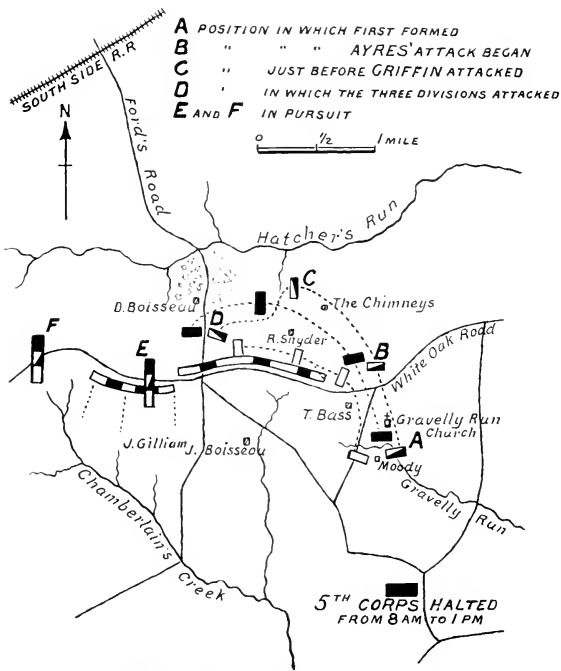 A POSITION IN WHICH FIRST FORMED
B " " " AYRES' ATTACK BEGAN
C " JUST BEFORE GRIFFIN ATTACKED
D ' IN WHICH THE THREE DIVISIONS ATTACKED
E AND F IN PURSUIT
SOUTH SIDE R.R
0 1/2 1 MILE
N
Ford's Road
Hatcher's Run
C
D. Boisseau
The Chimneys
D
F
R. Snyder
E
B
White Oak Road
T. Bass
Gravelly Run
Church
J. Gilliam
J. Boisseau
A
Moody
Gravelly Run
Chamberlain's
Creek
5TH CORPS HALTED
FROM 8 AM TO 1 PM